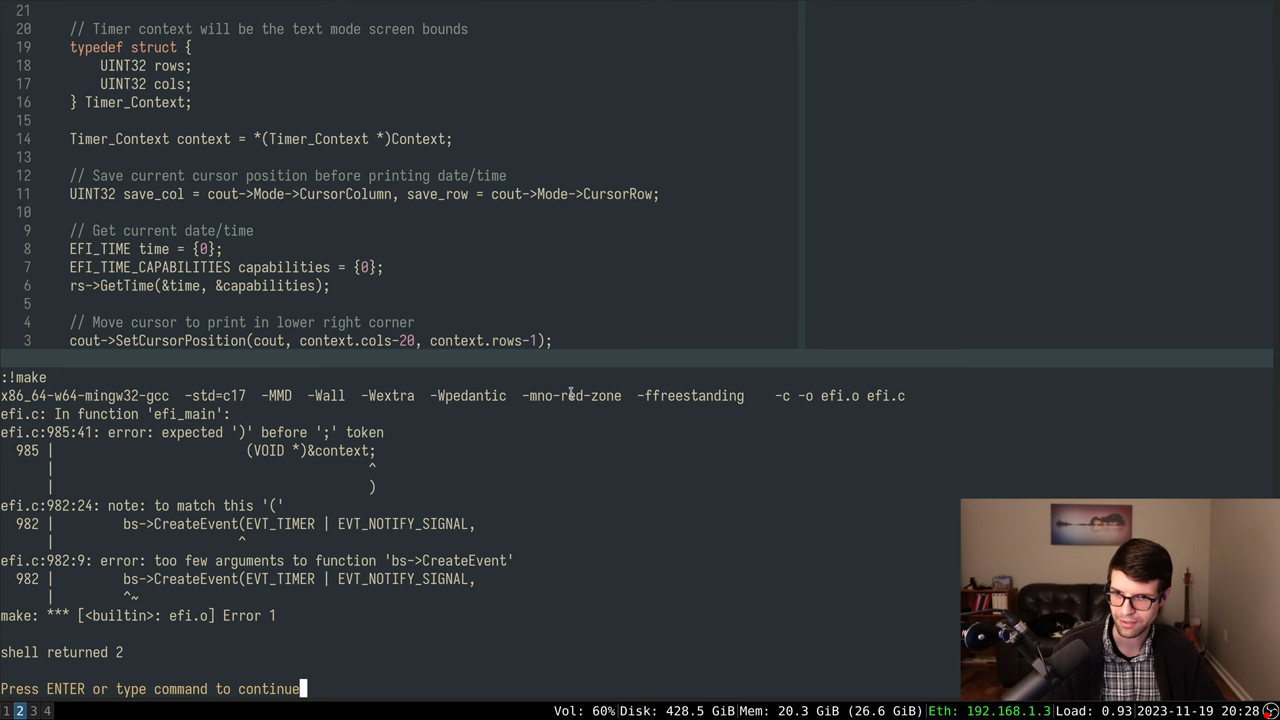 21
20 // Timer context will be the text mode screen bounds
19 typedef struct {
18 UINT32 rows;
17 UINT32 cols;
16 } Timer_Context;
15
14 Timer_Context context = *(Timer_Context *)Context;
13
12 // Save current cursor position before printing date/time
11 UINT32 save_col = cout->Mode->CursorColumn, save_row = cout->Mode->CursorRow;
10
9 // Get current date/time
8 EFI_TIME time = {0};
7 EFI_TIME_CAPABILITIES capabilities = {0};
6 rs->GetTime(&time, &capabilities);
5
4 // Move cursor to print in lower right corner
3 cout->SetCursorPosition(cout, context.cols-20, context.rows-1);
:!make
x86_64-w64-mingw32-gcc -std=c17 -MMD -Wall -Wextra -Wpedantic -mno-red-zone -ffreestanding -c -o efi.o efi.c
efi.c: In function 'efi_main':
efi.c:985:41: error: expected ')' before ';' token
985 | (VOID *)&context;
| ^
| )
efi.c:982:24: note: to match this '('
982 | bs->CreateEvent(EVT_TIMER | EVT_NOTIFY_SIGNAL,
| ^
efi.c:982:9: error: too few arguments to function 'bs->CreateEvent'
982 | bs->CreateEvent(EVT_TIMER | EVT_NOTIFY_SIGNAL,
| ^~
make: *** [<builtin>: efi.o] Error 1
shell returned 2
Press ENTER or type command to continue
1 2 3 4 Vol: 60% Disk: 428.5 GiB Mem: 20.3 GiB (26.6 GiB) Eth: 192.168.1.3 Load: 0.93 2023-11-19 20:28